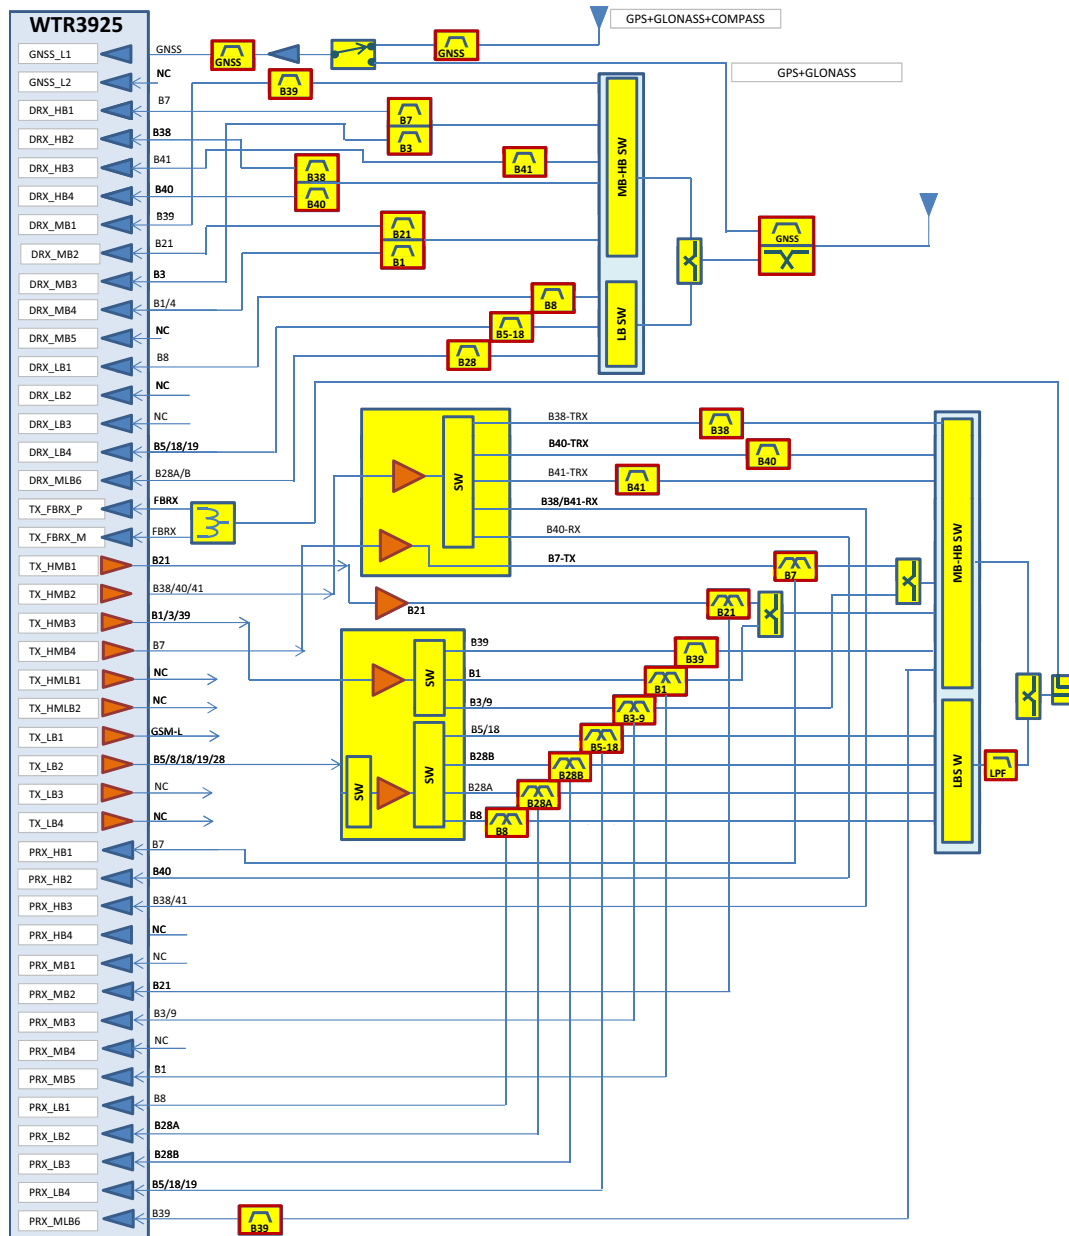 WTR3925
GPS+GLONASS+COMPASS
GNSS_L1
GNSS
GNSS
GNSS
GPS+GLONASS
GNSS_L2
NC
B39
DRX_HB1
B7
B7
B3
DRX_HB2
B38
DRX_HB3
B41
B41
B38
DRX_HB4
B40
B40
MB-HB SW
DRX_MB1
B39
B21
GNSS
DRX_MB2
B21
B1
DRX_MB3
B3
DRX_MB4
B1/4
B8
DRX_MB5
NC
B5-18
LB SW
DRX_LB1
B8
B28
DRX_LB2
NC
DRX_LB3
NC
B38-TRX
B38
DRX_LB4
B5/18/19
B40-TRX
B40
DRX_MLB6
B28A/B
SW
B41-TRX
B41
TX_FBRX_P
FBRX
B38/B41-RX
TX_FBRX_M
FBRX
B40-RX
MB-HB SW
TX_HMB1
B21
B7-TX
B7
TX_HMB2
B38/40/41
B21
B21
TX_HMB3
B1/3/39
TX_HMB4
B7
B39
B39
TX_HMLB1
NC
SW
B1
B1
TX_HMLB2
NC
B3/9
B3-9
TX_LB1
GSM-L
B5/18
B5-18
TX_LB2
B5/8/18/19/28
SW
SW
B28B
B28B
LBS W
LPF
TX_LB3
NC
B28A
B28A
TX_LB4
NC
B8
B8
PRX_HB1
B7
PRX_HB2
B40
PRX_HB3
B38/41
PRX_HB4
NC
PRX_MB1
NC
PRX_MB2
B21
PRX_MB3
B3/9
PRX_MB4
NC
PRX_MB5
B1
PRX_LB1
B8
PRX_LB2
B28A
PRX_LB3
B28B
PRX_LB4
B5/18/19
PRX_MLB6
B39
B39